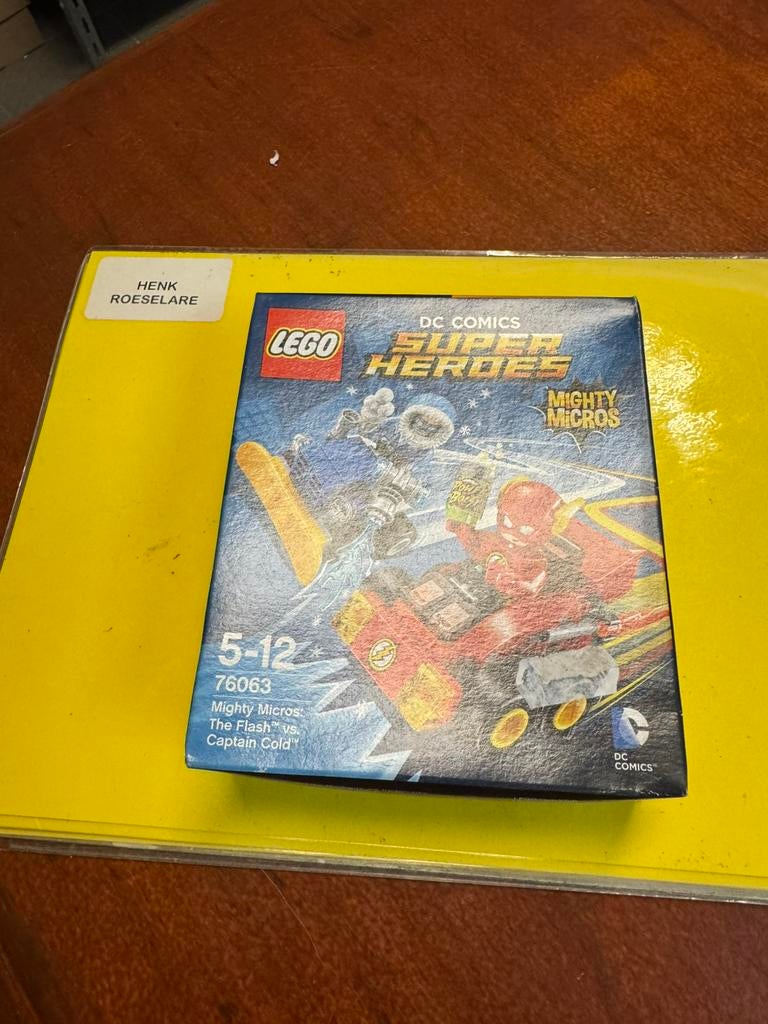 HENK
ROESELARE
LEGO
DC COMICS
SUPER
HEROES
MIGHTY
MICROS
5-12
76063
Mighty Micros:
The Flash™ vs.
Captain Cold™
DC
COMICS™